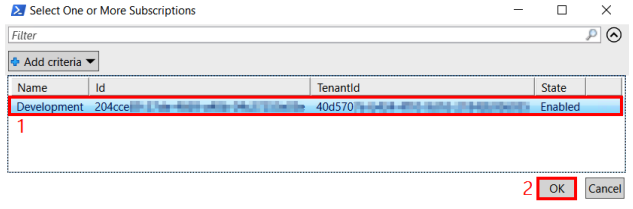 Select One or More Subscriptions
Filter
Add criteria
Name Id TenantId State
Development 204cce 40d570 Enabled
1
2 OK Cancel